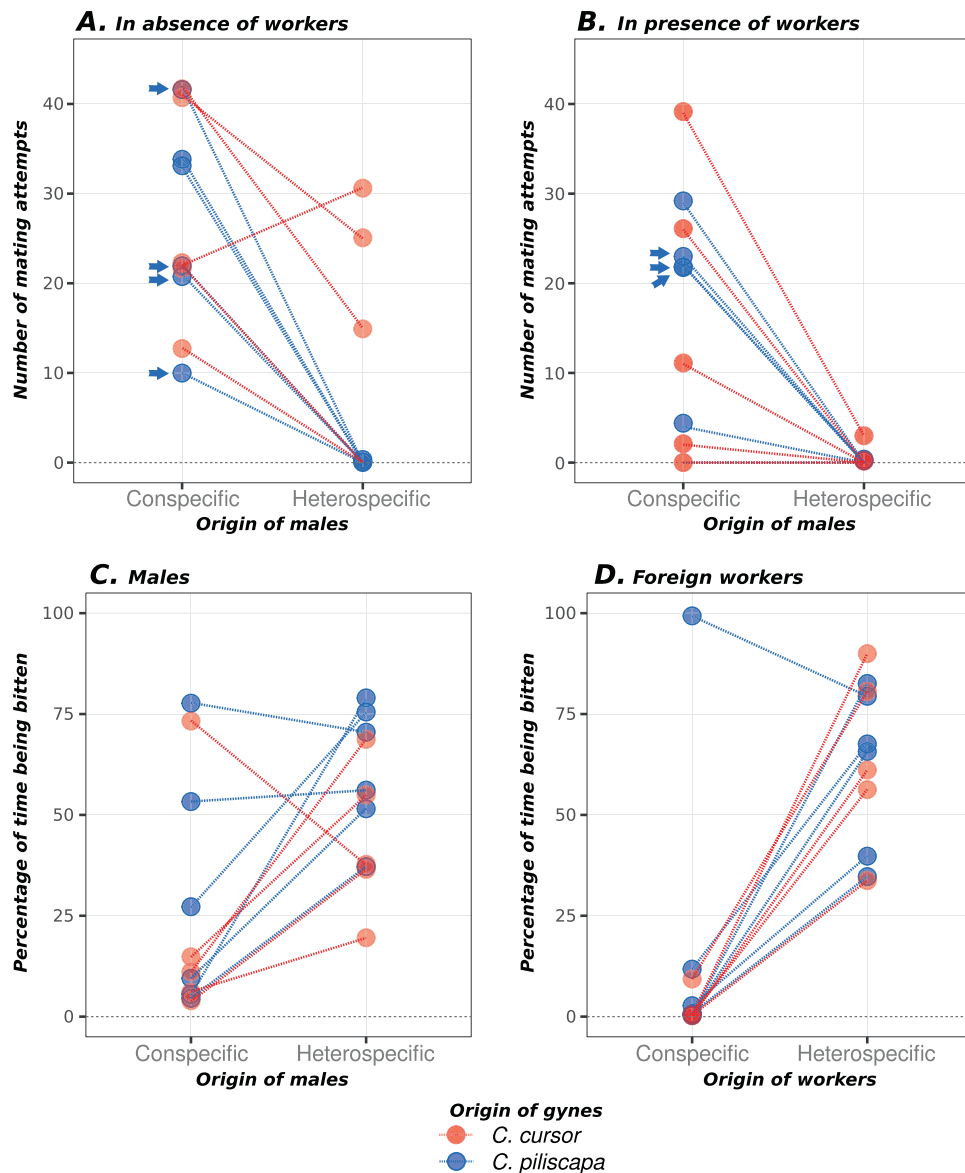 A. In absence of workers
Number of mating attempts
40
30
20
10
0
Conspecific Heterospecific
Origin of males
B. In presence of workers
Number of mating attempts
40
30
20
10
0
Conspecific Heterospecific
Origin of males
C. Males
Percentage of time being bitten
100
75
50
25
0
Conspecific Heterospecific
Origin of males
D. Foreign workers
Percentage of time being bitten
100
75
50
25
0
Conspecific Heterospecific
Origin of workers
Origin of gynes
C. cursor
C. piliscapa